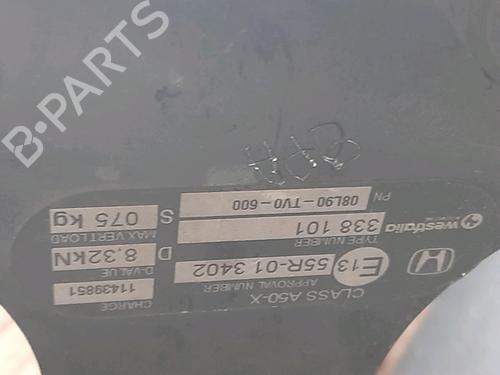 westfalia
TYPE NUMBER
338 101
PN
08L90-TV0-600
CLASS A50-X
APPROVAL NUMBER
E13 55R-01 3402
D-VALUE
D 8,32kN
MAX VERT.LOAD
S 075 kg
CHARGE
11439851
B-PARTS